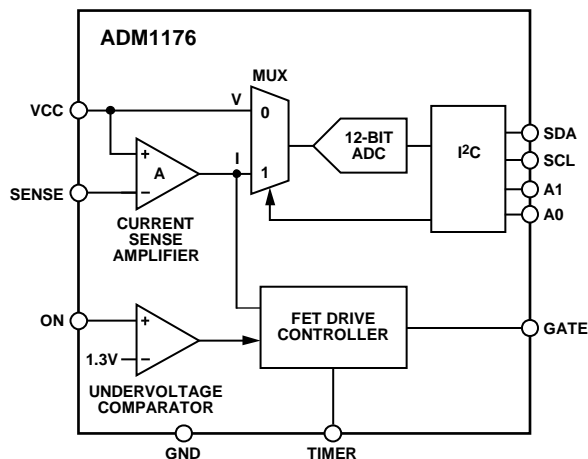 ADM1176
MUX
VCC
V
0
SDA
12-BIT
ADC
I²C
SCL
I
1
A
+
−
A1
SENSE
A0
CURRENT
SENSE
AMPLIFIER
ON
+
1.3V
−
FET DRIVE
CONTROLLER
GATE
UNDERVOLTAGE
COMPARATOR
GND
TIMER